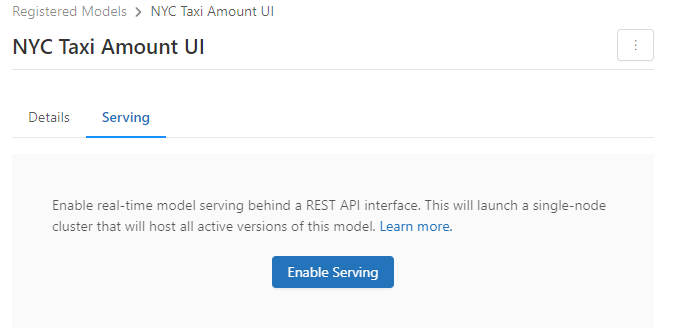 Registered Models > NYC Taxi Amount UI
NYC Taxi Amount UI
Details Serving
Enable real-time model serving behind a REST API interface. This will launch a single-node
cluster that will host all active versions of this model. Learn more.
Enable Serving